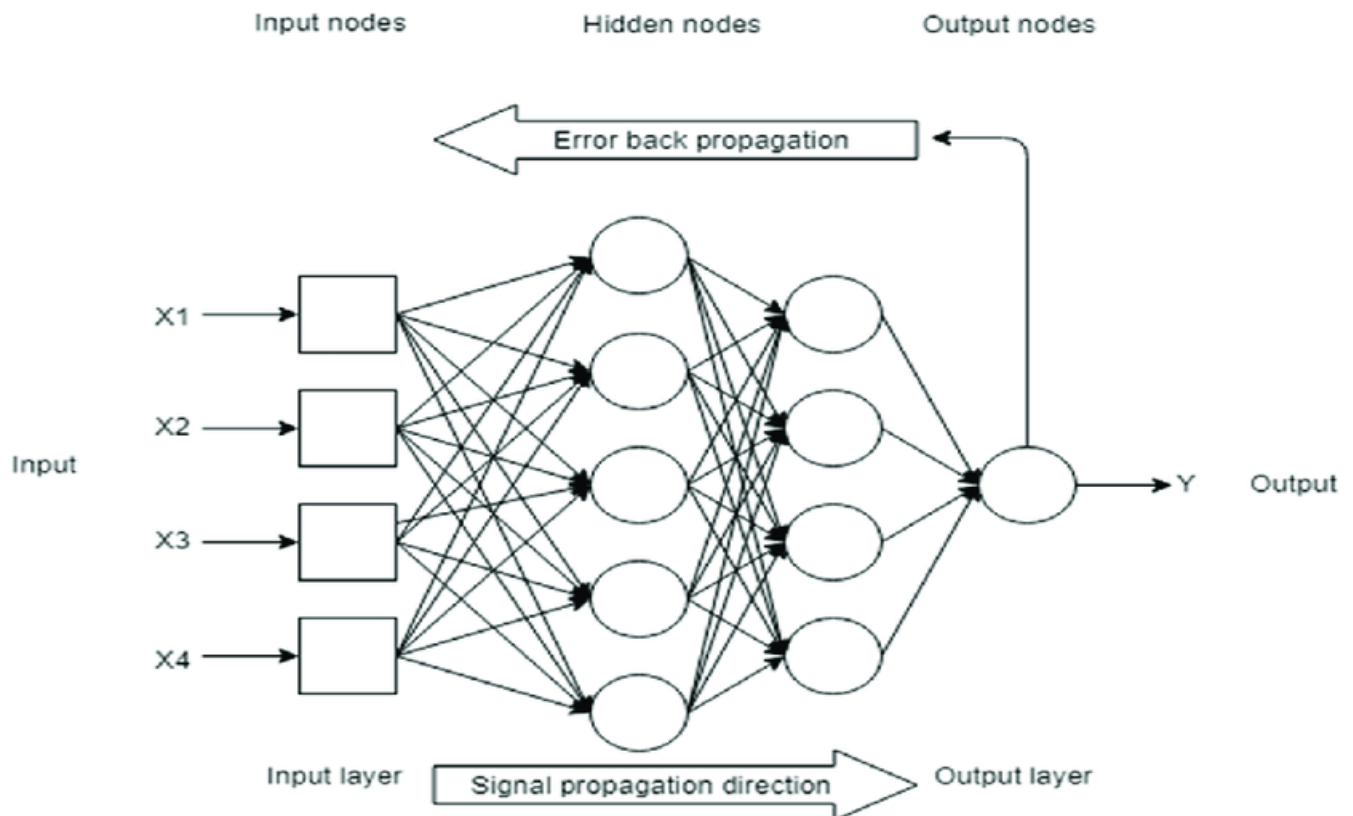 Input nodes
Hidden nodes
Output nodes
Error back propagation
X1
X2
Input
X3
X4
Y
Output
Input layer
Signal propagation direction
Output layer